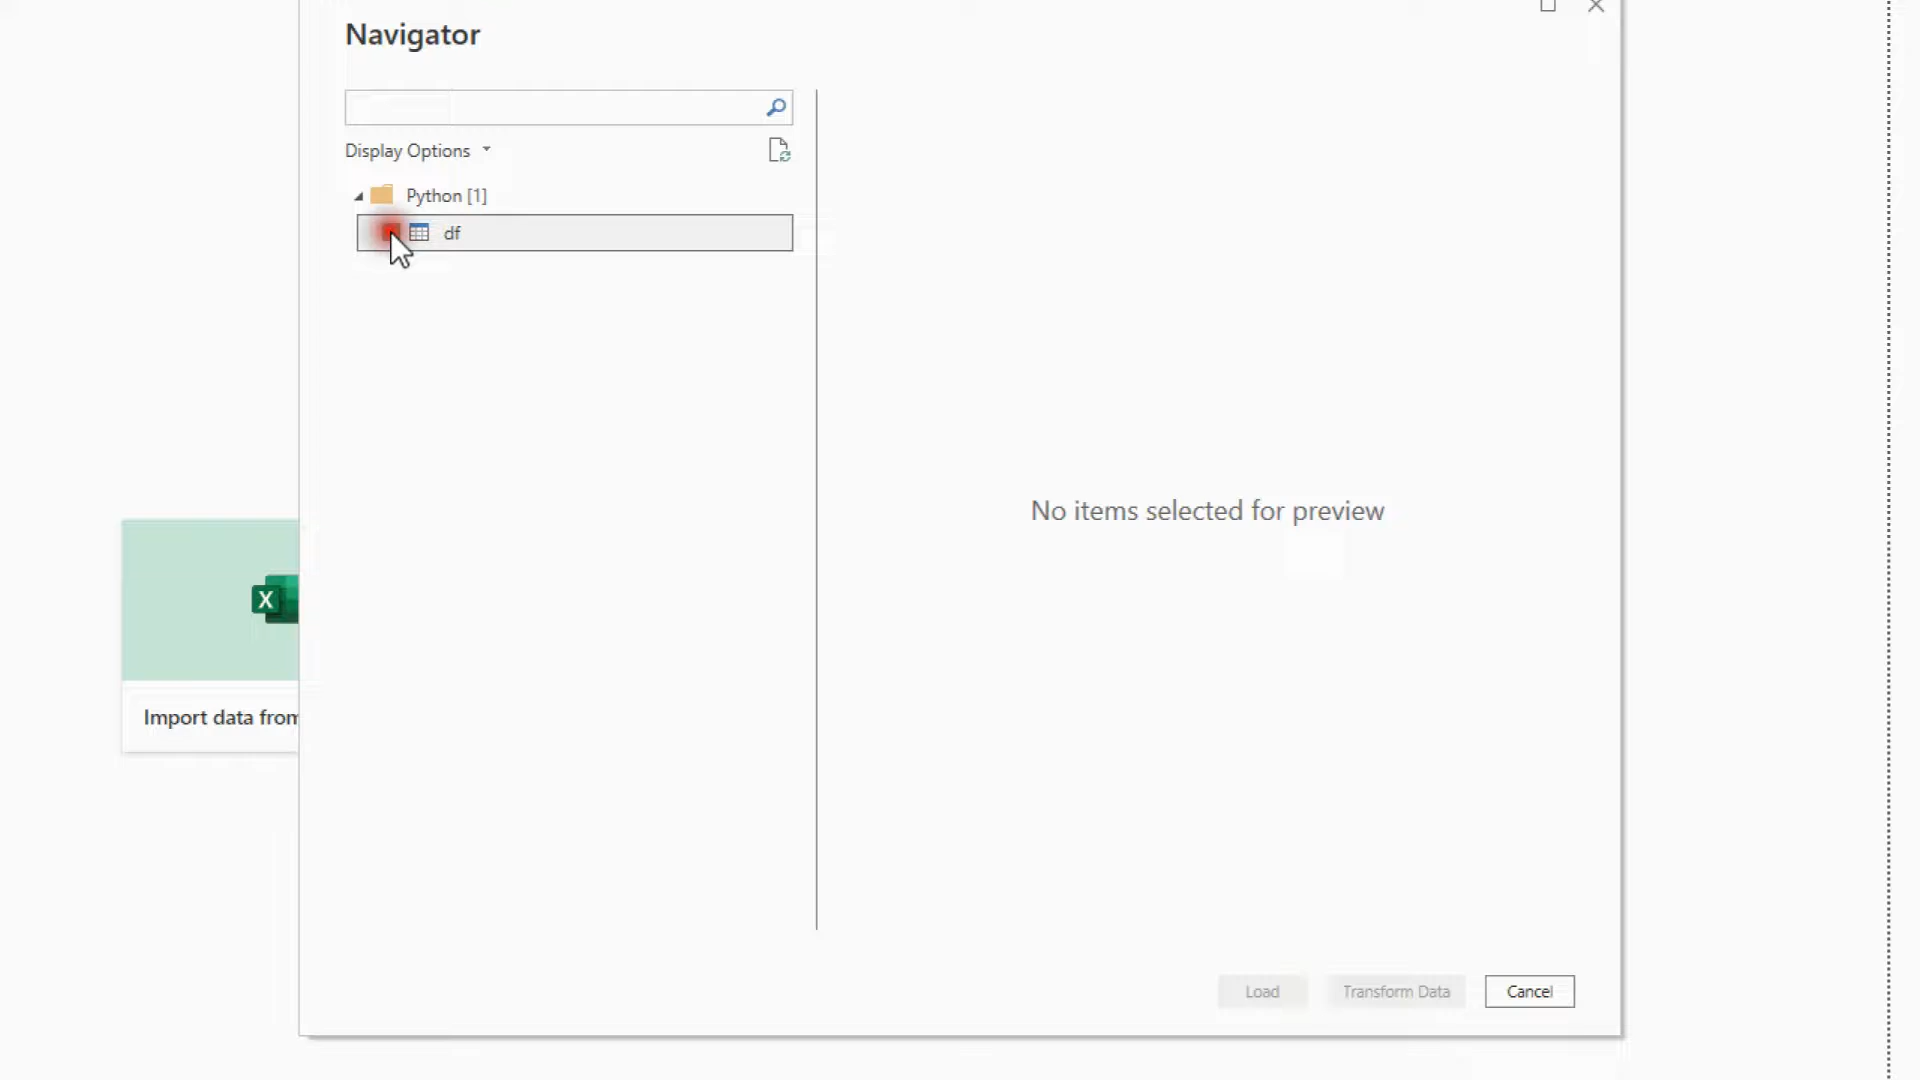 Navigator
Display Options
Python [1]
df
No items selected for preview
X
Import data from
Load
Transform Data
Cancel